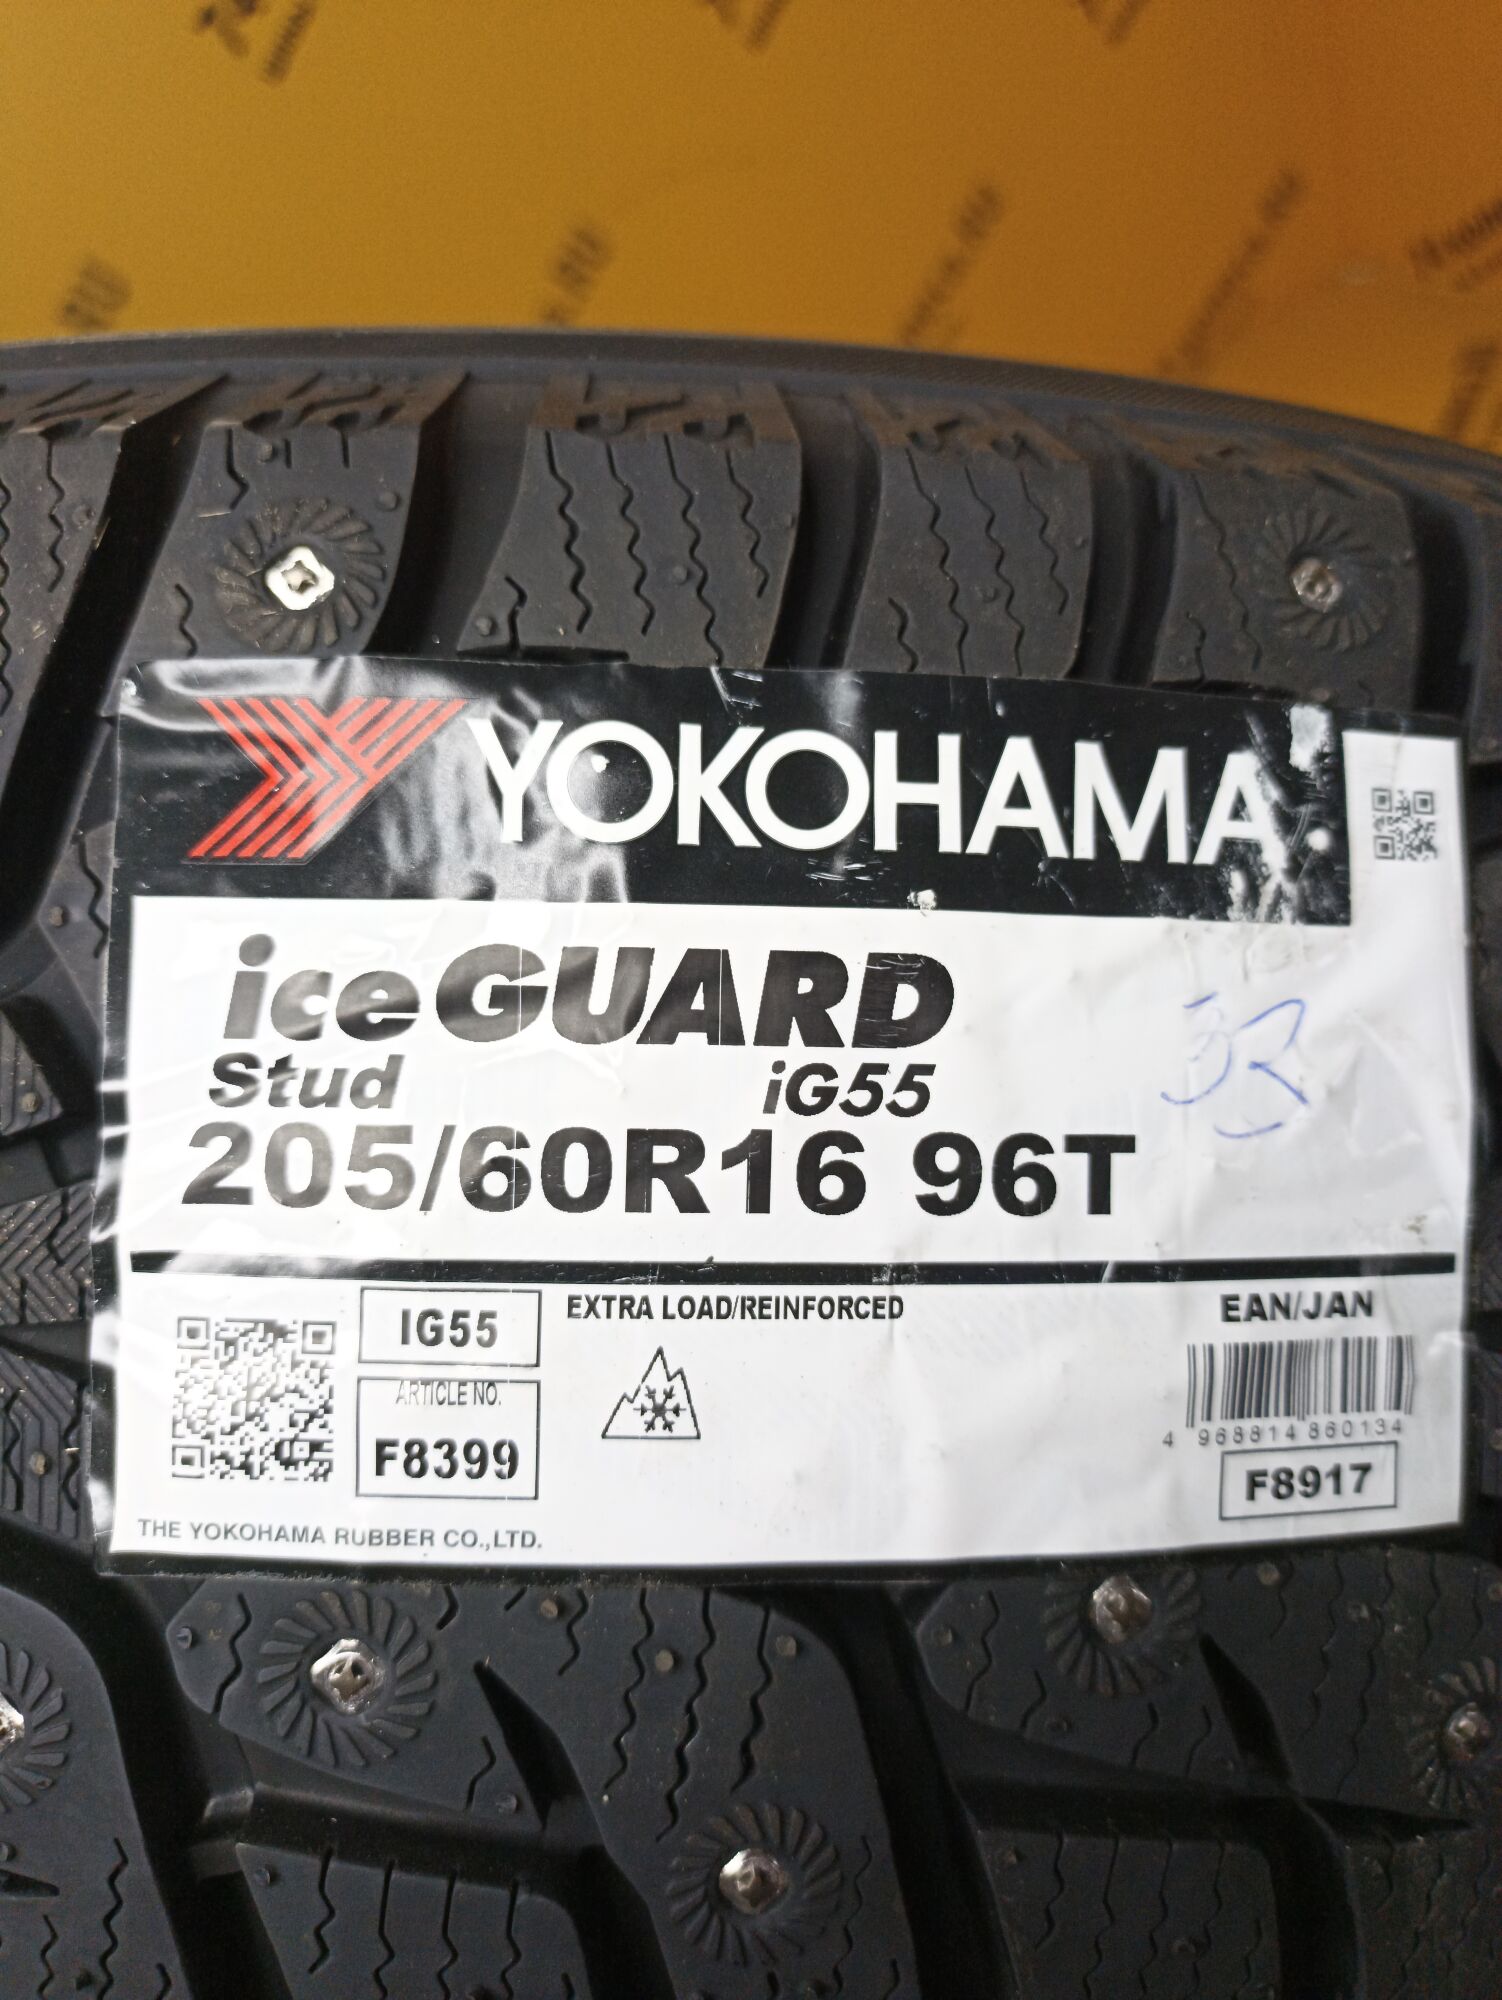 YOKOHAMA
iceGUARD
Stud iG55
205/60R16 96T
IG55
EXTRA LOAD/REINFORCED
EAN/JAN
ARTICLE NO.
F8399
4 968814 860134
F8917
THE YOKOHAMA RUBBER CO.,LTD.